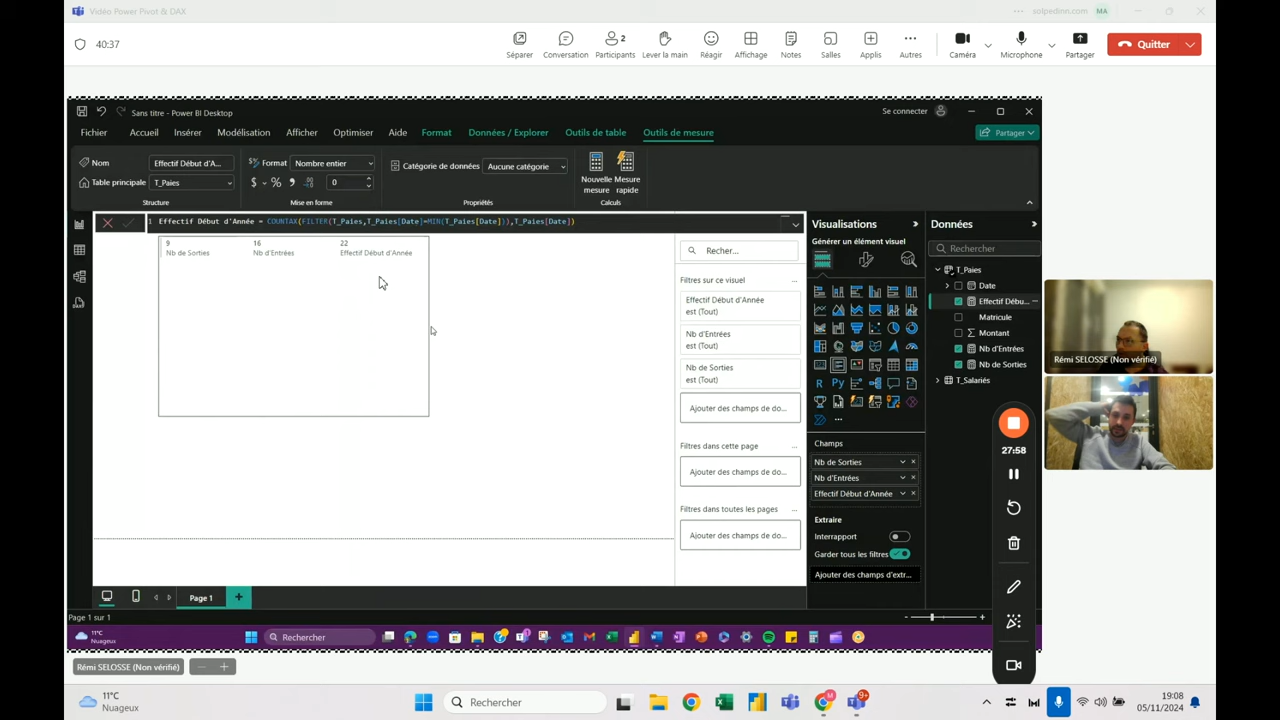 Vidéo Power Pivot & DAX
solpedinn.com
MA
40:37
Séparer
Conversation
2
Participants
Lever la main
Réagir
Affichage
Notes
Salles
Applis
Autres
Caméra
Microphone
Partager
Quitter
Sans titre - Power BI Desktop
Se connecter
Fichier
Accueil
Insérer
Modélisation
Afficher
Optimiser
Aide
Format
Données / Explorer
Outils de table
Outils de mesure
Partager
Nom
Effectif Début d'A...
Format
Nombre entier
Catégorie de données
Aucune catégorie
Table principale
T_Paies
$
%
0
Nouvelle mesure
Mesure rapide
Structure
Mise en forme
Propriétés
Calculs
1 Effectif Début d'Année = COUNTAX(FILTER(T_Paies,T_Paies[Date]=MIN(T_Paies[Date])),T_Paies[Date])
9
Nb de Sorties
16
Nb d'Entrées
22
Effectif Début d'Année
Recher...
Filtres sur ce visuel
...
Effectif Début d'Année
est (Tout)
Nb d'Entrées
est (Tout)
Nb de Sorties
est (Tout)
Ajouter des champs de do...
Filtres dans cette page
...
Ajouter des champs de do...
Filtres dans toutes les pages
...
Ajouter des champs de do...
Visualisations
Générer un élément visuel
R
Py
Champs
Nb de Sorties
Nb d'Entrées
Effectif Début d'Année
Extraire
Interrapport
Garder tous les filtres
Ajouter des champs d'extr...
Données
Rechercher
T_Paies
Date
Effectif Débu...
Matricule
Montant
Nb d'Entrées
Nb de Sorties
T_Salariés
27:58
Rémi SELOSSE (Non vérifié)
Page 1
Page 1 sur 1
11°C
Nuageux
Rechercher
Rémi SELOSSE (Non vérifié)
11°C
Nuageux
Rechercher
9+
19:08
05/11/2024